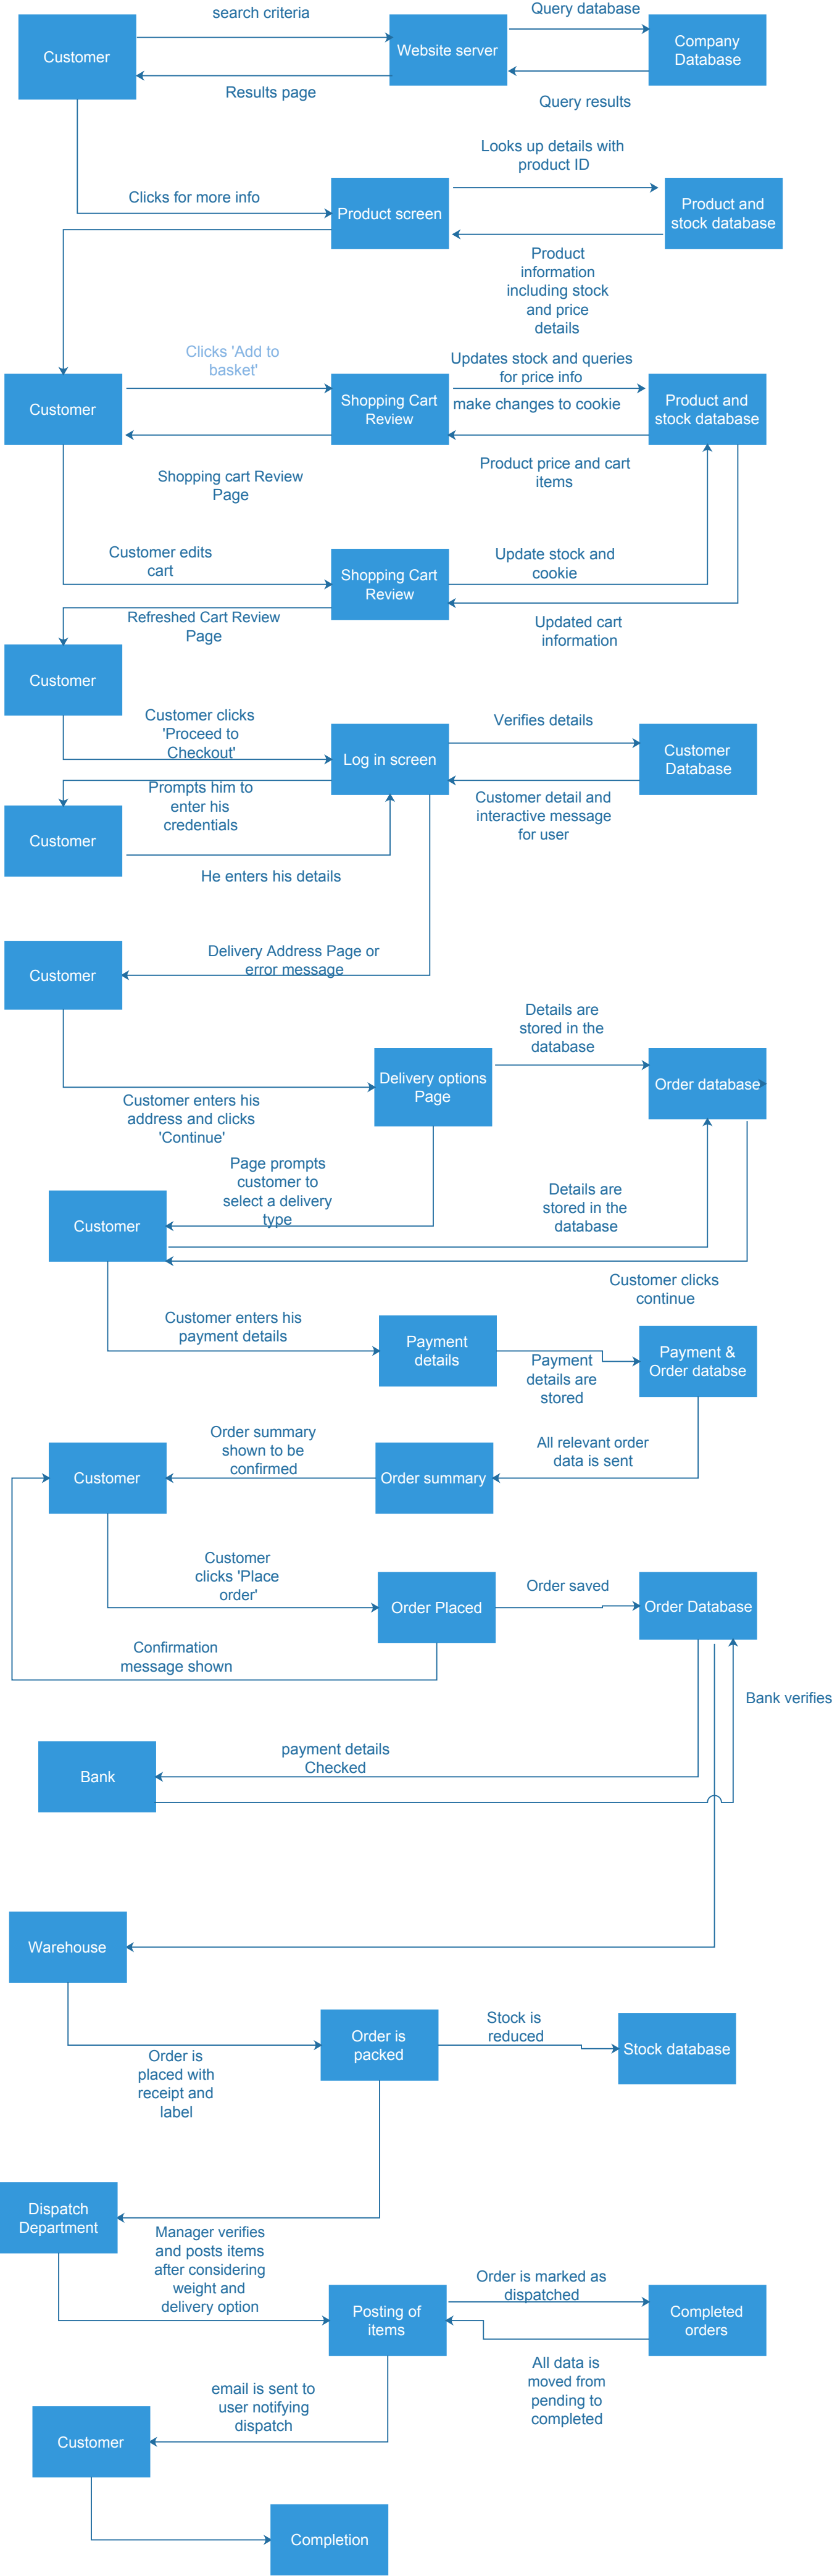 search criteria
Query database
Customer
Website server
Company
Database
Results page
Query results
Looks up details with
product ID
Clicks for more info
Product screen
Product and
stock database
Product
information
including stock
and price
details
Clicks 'Add to
basket'
Updates stock and queries
for price info
Customer
Shopping Cart
Review
make changes to cookie
Product and
stock database
Shopping cart Review
Page
Product price and cart
items
Customer edits
cart
Shopping Cart
Review
Update stock and
cookie
Refreshed Cart Review
Page
Updated cart
information
Customer
Customer clicks
'Proceed to
Checkout'
Log in screen
Verifies details
Customer
Database
Prompts him to
enter his
credentials
Customer detail and
interactive message
for user
Customer
He enters his details
Customer
Delivery Address Page or
error message
Details are
stored in the
database
Delivery options
Page
Order database
Customer enters his
address and clicks
'Continue'
Page prompts
customer to
select a delivery
type
Details are
stored in the
database
Customer
Customer clicks
continue
Customer enters his
payment details
Payment
details
Payment
details are
stored
Payment &
Order databse
Order summary
shown to be
confirmed
All relevant order
data is sent
Customer
Order summary
Customer
clicks 'Place
order'
Order Placed
Order saved
Order Database
Confirmation
message shown
Bank verifies
Bank
payment details
Checked
Warehouse
Order is
packed
Stock is
reduced
Stock database
Order is
placed with
receipt and
label
Dispatch
Department
Manager verifies
and posts items
after considering
weight and
delivery option
Order is marked as
dispatched
Posting of
items
Completed
orders
All data is
moved from
pending to
completed
email is sent to
user notifying
dispatch
Customer
Completion